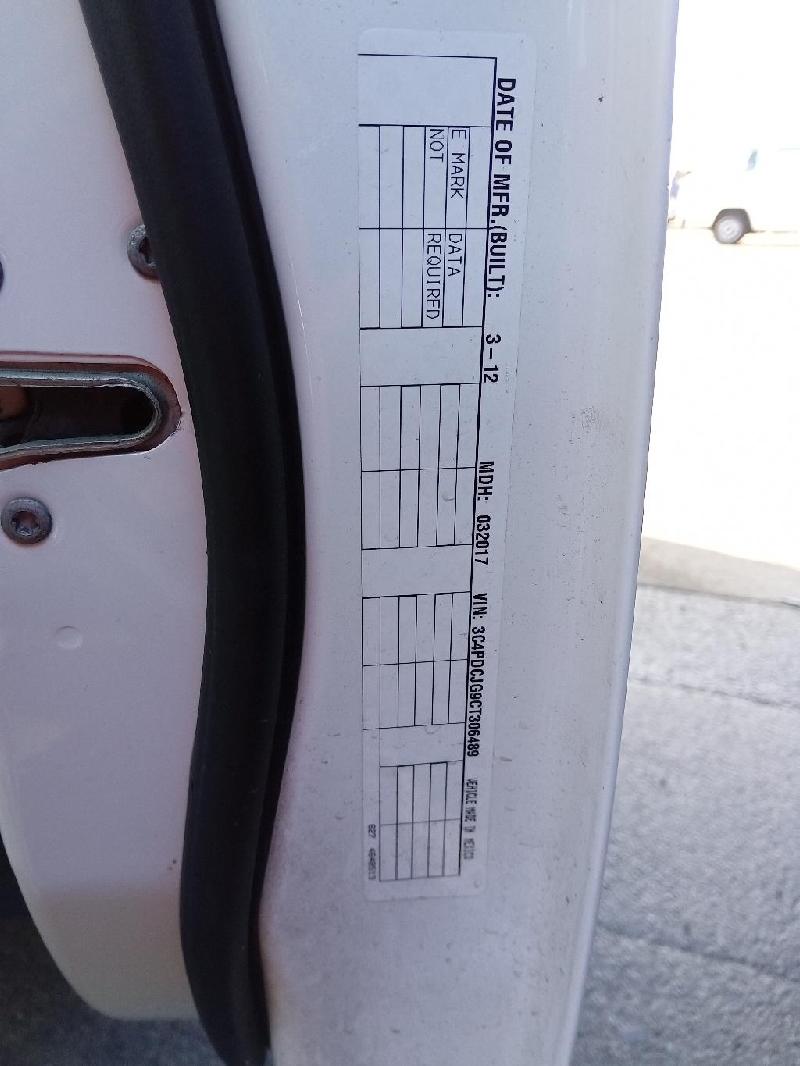 DATE OF MFR.(BUILT): 3-12 MDH: 032017 VIN: 3C4PDCJG9CT306489 VEHICLE MADE IN MEXICO
E MARK DATA
NOT REQUIRED